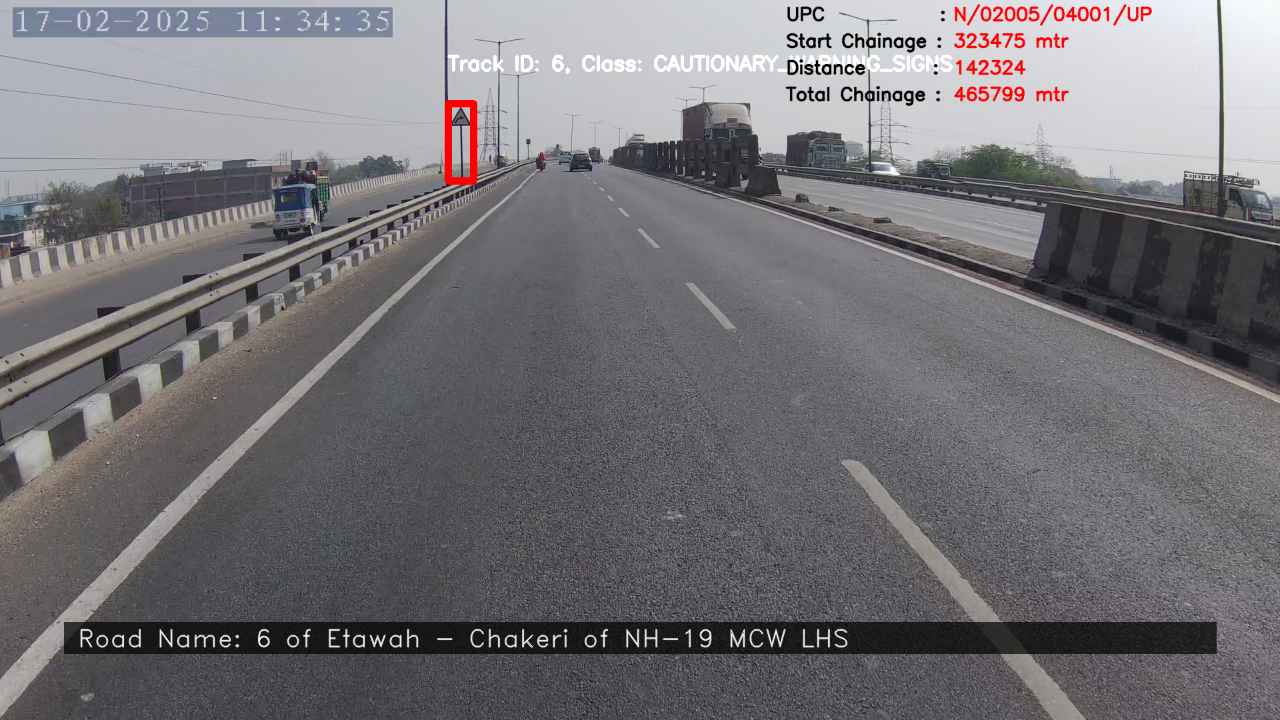 17-02-2025 11:34:35
UPC : N/02005/04001/UP
Start Chainage : 323475 mtr
Track ID: 6, Class: CAUTIONARY_WARNING_SIGNS
Distance : 142324
Total Chainage : 465799 mtr
Road Name: 6 of Etawah - Chakeri of NH-19 MCW LHS